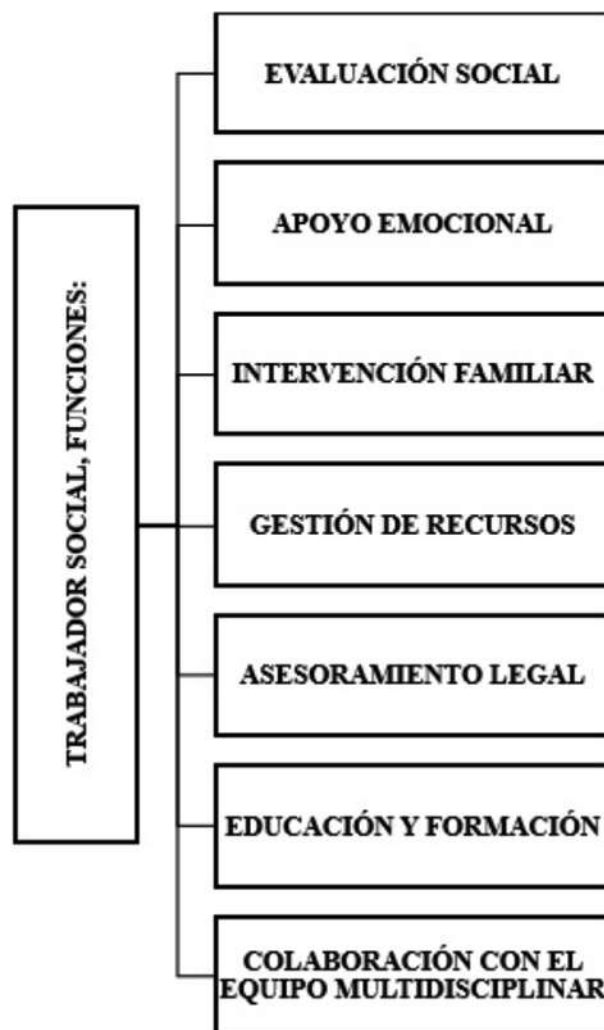 TRABAJADOR SOCIAL, FUNCIONES:
EVALUACIÓN SOCIAL
APOYO EMOCIONAL
INTERVENCIÓN FAMILIAR
GESTIÓN DE RECURSOS
ASESORAMIENTO LEGAL
EDUCACIÓN Y FORMACIÓN
COLABORACIÓN CON EL
EQUIPO MULTIDISCIPLINAR